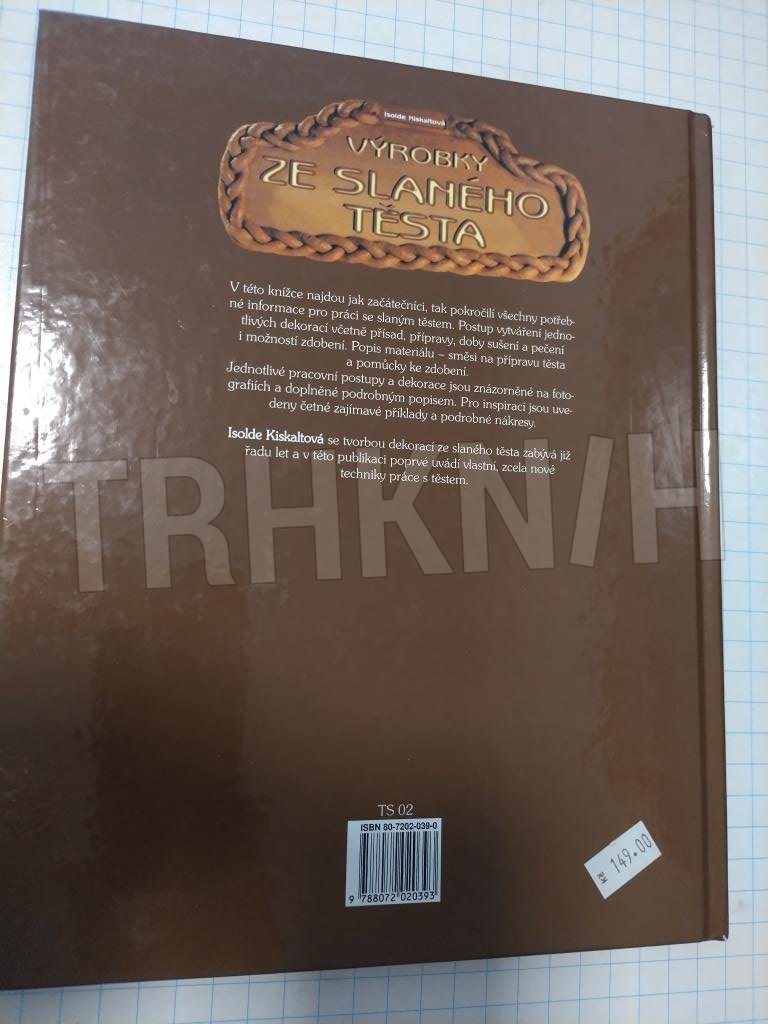 Isolde Kiskaltová
VÝROBKY
ZE SLANÉHO
TĚSTA
V této knížce najdou jak začátečníci, tak pokročilí všechny potřeb-
né informace pro práci se slaným těstem. Postup vytváření jedno-
tlivých dekorací včetně přísad, přípravy, doby sušení a pečení
i možností zdobení. Popis materiálu – směsi na přípravu těsta
a pomůcky ke zdobení.
Jednotlivé pracovní postupy a dekorace jsou znázorněné na foto-
grafiích a doplněné podrobným popisem. Pro inspiraci jsou uve-
deny četné zajímavé příklady a podrobné nákresy.
Isolde Kiskaltová se tvorbou dekorací ze slaného těsta zabývá již
řadu let a v této publikaci poprvé uvádí vlastní, zcela nové
techniky práce s těstem.
TRHKNIH
TS 02
ISBN 80-7202-039-0
9 788072 020393
149.00